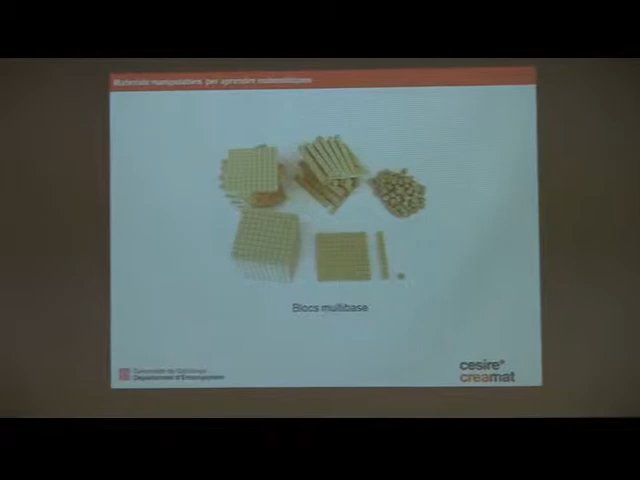 Materials manipulatius per aprendre matemàtiques
Blocs multibase
Generalitat de Catalunya
Departament d'Ensenyament
cesire
creamat